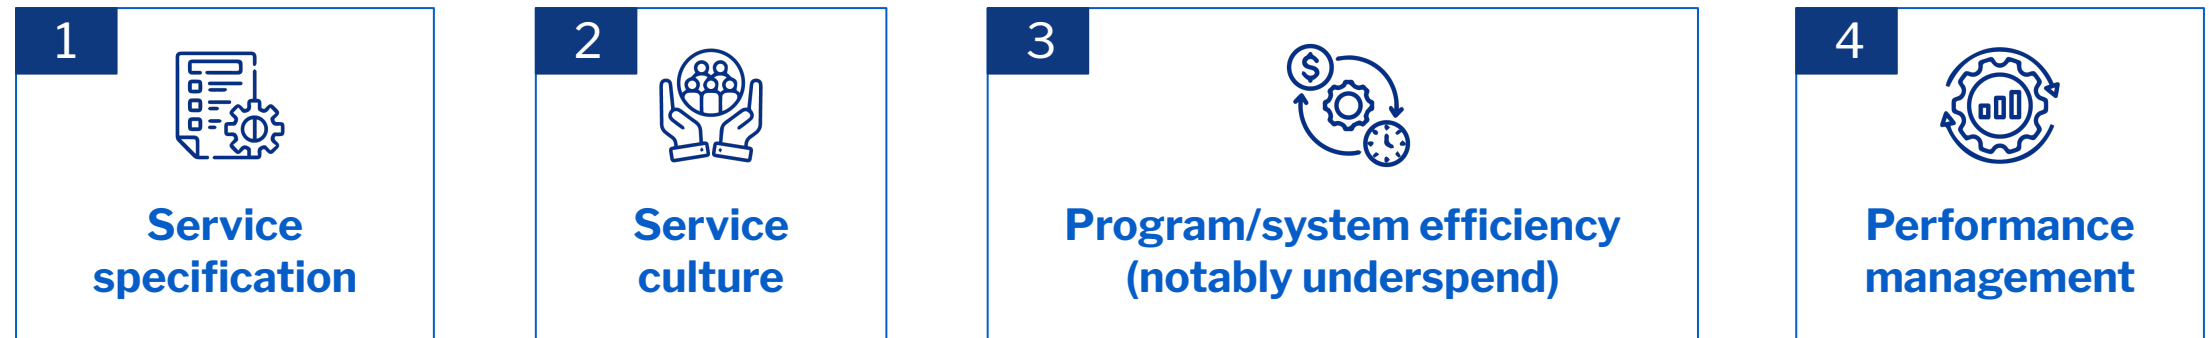 1
Service
specification
2
Service
culture
3
$
Program/system efficiency
(notably underspend)
4
Performance
management